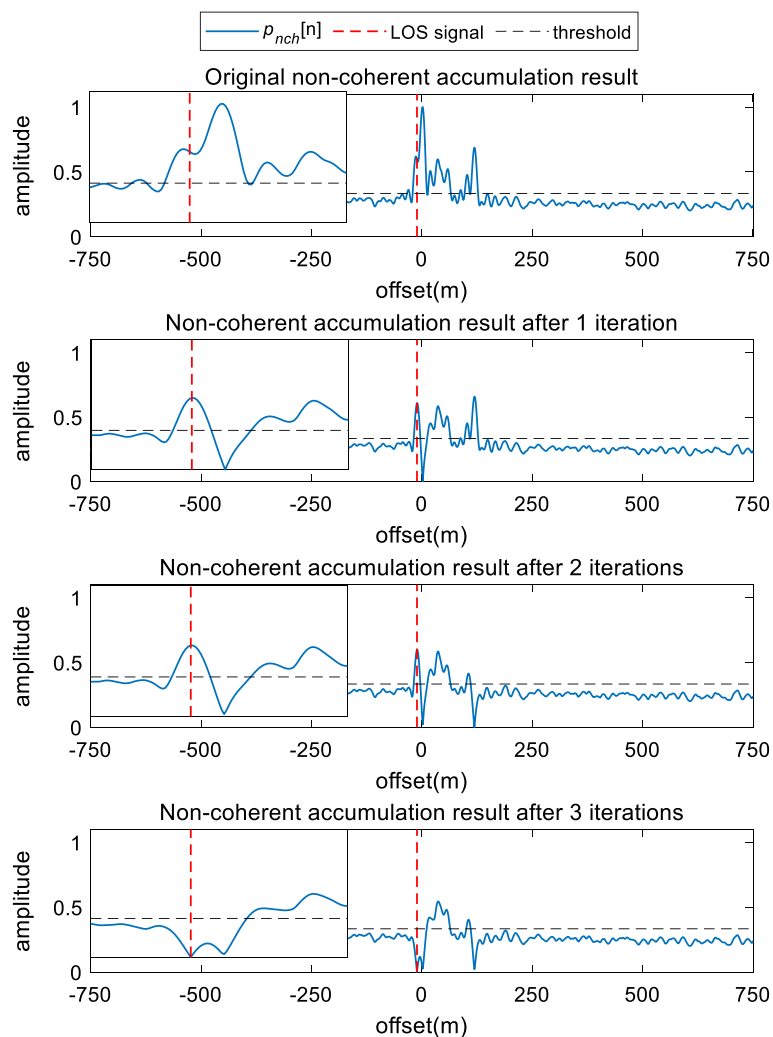 p_nch[n] LOS signal threshold
Original non-coherent accumulation result
amplitude
1
0.5
0
-750 -500 -250 0 250 500 750
offset(m)
Non-coherent accumulation result after 1 iteration
amplitude
1
0.5
0
-750 -500 -250 0 250 500 750
offset(m)
Non-coherent accumulation result after 2 iterations
amplitude
1
0.5
0
-750 -500 -250 0 250 500 750
offset(m)
Non-coherent accumulation result after 3 iterations
amplitude
1
0.5
0
-750 -500 -250 0 250 500 750
offset(m)